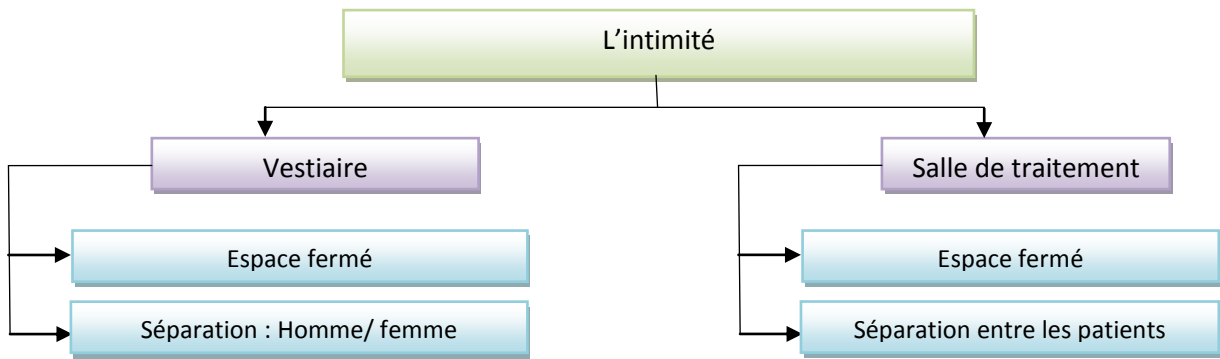 L’intimité
Vestiaire
Salle de traitement
Espace fermé
Espace fermé
Séparation : Homme/ femme
Séparation entre les patients